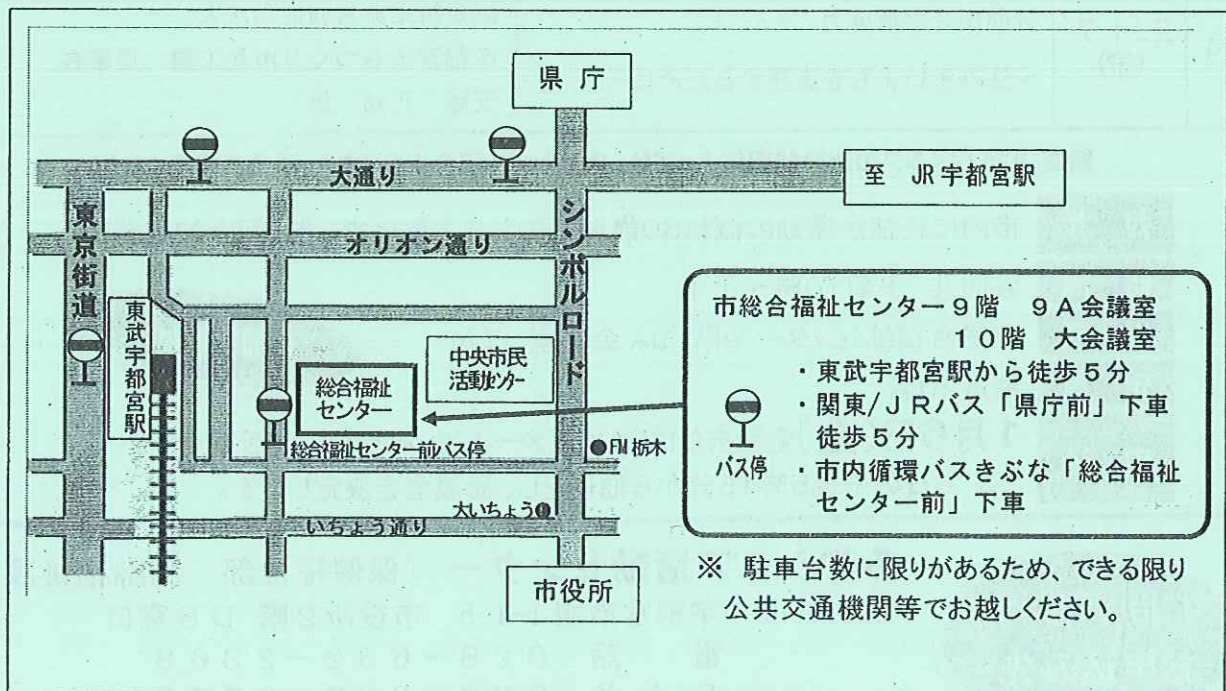 県 庁
大通り
至 JR宇都宮駅
東京街道
オリオン通り
シンボルロード
東武宇都宮駅
中央市民
活動センター
総合福祉
センター
総合福祉センター前バス停
●FM栃木
大いちょう
いちょう通り
市役所
市総合福祉センター9階 9A会議室
10階 大会議室
・東武宇都宮駅から徒歩5分
・関東/JRバス「県庁前」下車
徒歩5分
・市内循環バスきぶな「総合福祉
センター前」下車
バス停
※ 駐車台数に限りがあるため、できる限り
公共交通機関等でお越しください。